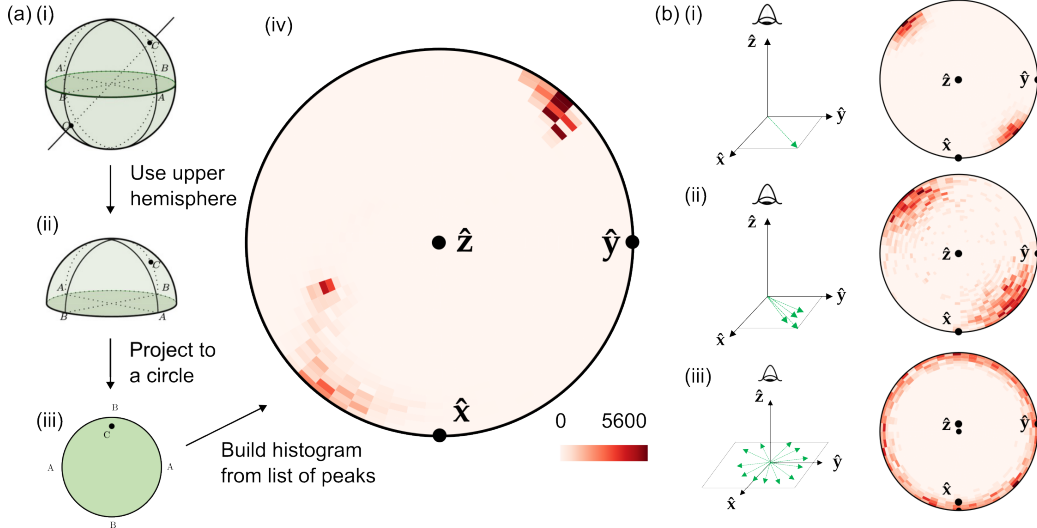 (a) (i)
C
A
B
B
A
C
Use upper
hemisphere
(ii)
C
A
B
B
A
Project to
a circle
(iii)
B
C
A
A
B
Build histogram
from list of peaks
(iv)
ẑ
ŷ
x̂
0 5600
(b) (i)
ẑ
ŷ
x̂
ẑ
ŷ
x̂
(ii)
ẑ
ŷ
x̂
ẑ
ŷ
x̂
(iii)
ẑ
ŷ
x̂
ẑ
ŷ
x̂